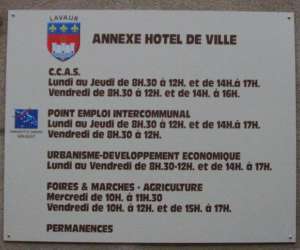 LAVAUR
ANNEXE HOTEL DE VILLE
C.C.A.S.
Lundi au Jeudi de 8H.30 à 12H. et de 14H.à 17H.
Vendredi de 8H.30 à 12H. et de 14H. à 16H.
POINT EMPLOI INTERCOMMUNAL
Lundi au Jeudi de 8H.30 à 12H. et de 14H.à 17H.
Vendredi de 8H.30 à 12H.
URBANISME-DEVELOPPEMENT ECONOMIQUE
Lundi au Vendredi de 8H.30-12H. et de 14H. à 17H.
FOIRES & MARCHES - AGRICULTURE
Mercredi de 10H. à 11H.30
Vendredi de 10H. à 12H. et de 15H. à 17H.
PERMANENCES